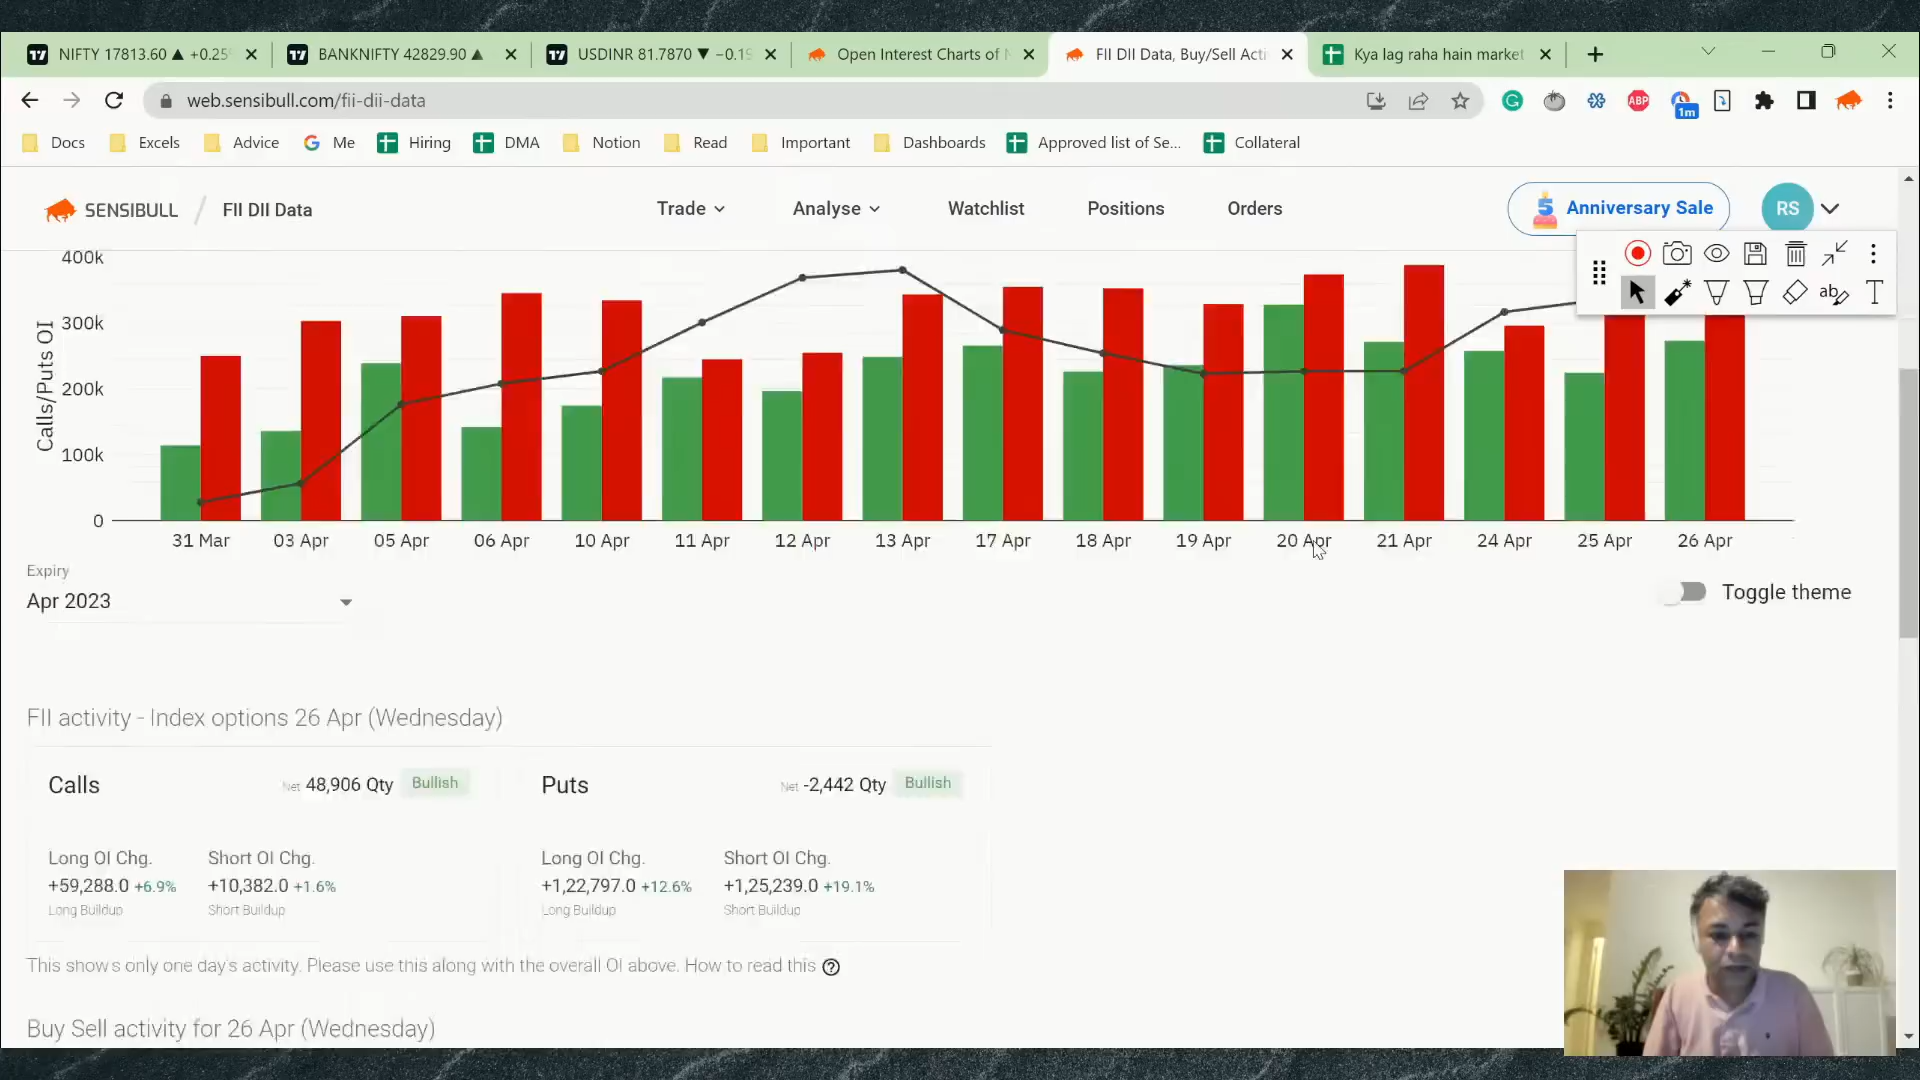 NIFTY 17813.60 ▲ +0.25
BANKNIFTY 42829.90 ▲
USDINR 81.7870 ▼ −0.1
Open Interest Charts of
FII DII Data, Buy/Sell Acti
Kya lag raha hain market
web.sensibull.com/fii-dii-data
ABP
1m
Docs
Excels
Advice
Me
Hiring
DMA
Notion
Read
Important
Dashboards
Approved list of Se...
Collateral
SENSIBULL / FII DII Data
Trade
Analyse
Watchlist
Positions
Orders
5 Anniversary Sale
RS
Calls/Puts OI
400k
300k
200k
100k
0
31 Mar 03 Apr 05 Apr 06 Apr 10 Apr 11 Apr 12 Apr 13 Apr 17 Apr 18 Apr 19 Apr 20 Apr 21 Apr 24 Apr 25 Apr 26 Apr
Expiry
Apr 2023
Toggle theme
FII activity - Index options 26 Apr (Wednesday)
Calls Net 48,906 Qty Bullish
Long OI Chg. Short OI Chg.
+59,288.0 +6.9% +10,382.0 +1.6%
Long Buildup Short Buildup
Puts Net -2,442 Qty Bullish
Long OI Chg. Short OI Chg.
+1,22,797.0 +12.6% +1,25,239.0 +19.1%
Long Buildup Short Buildup
This shows only one day's activity. Please use this along with the overall OI above. How to read this ?
Buy Sell activity for 26 Apr (Wednesday)